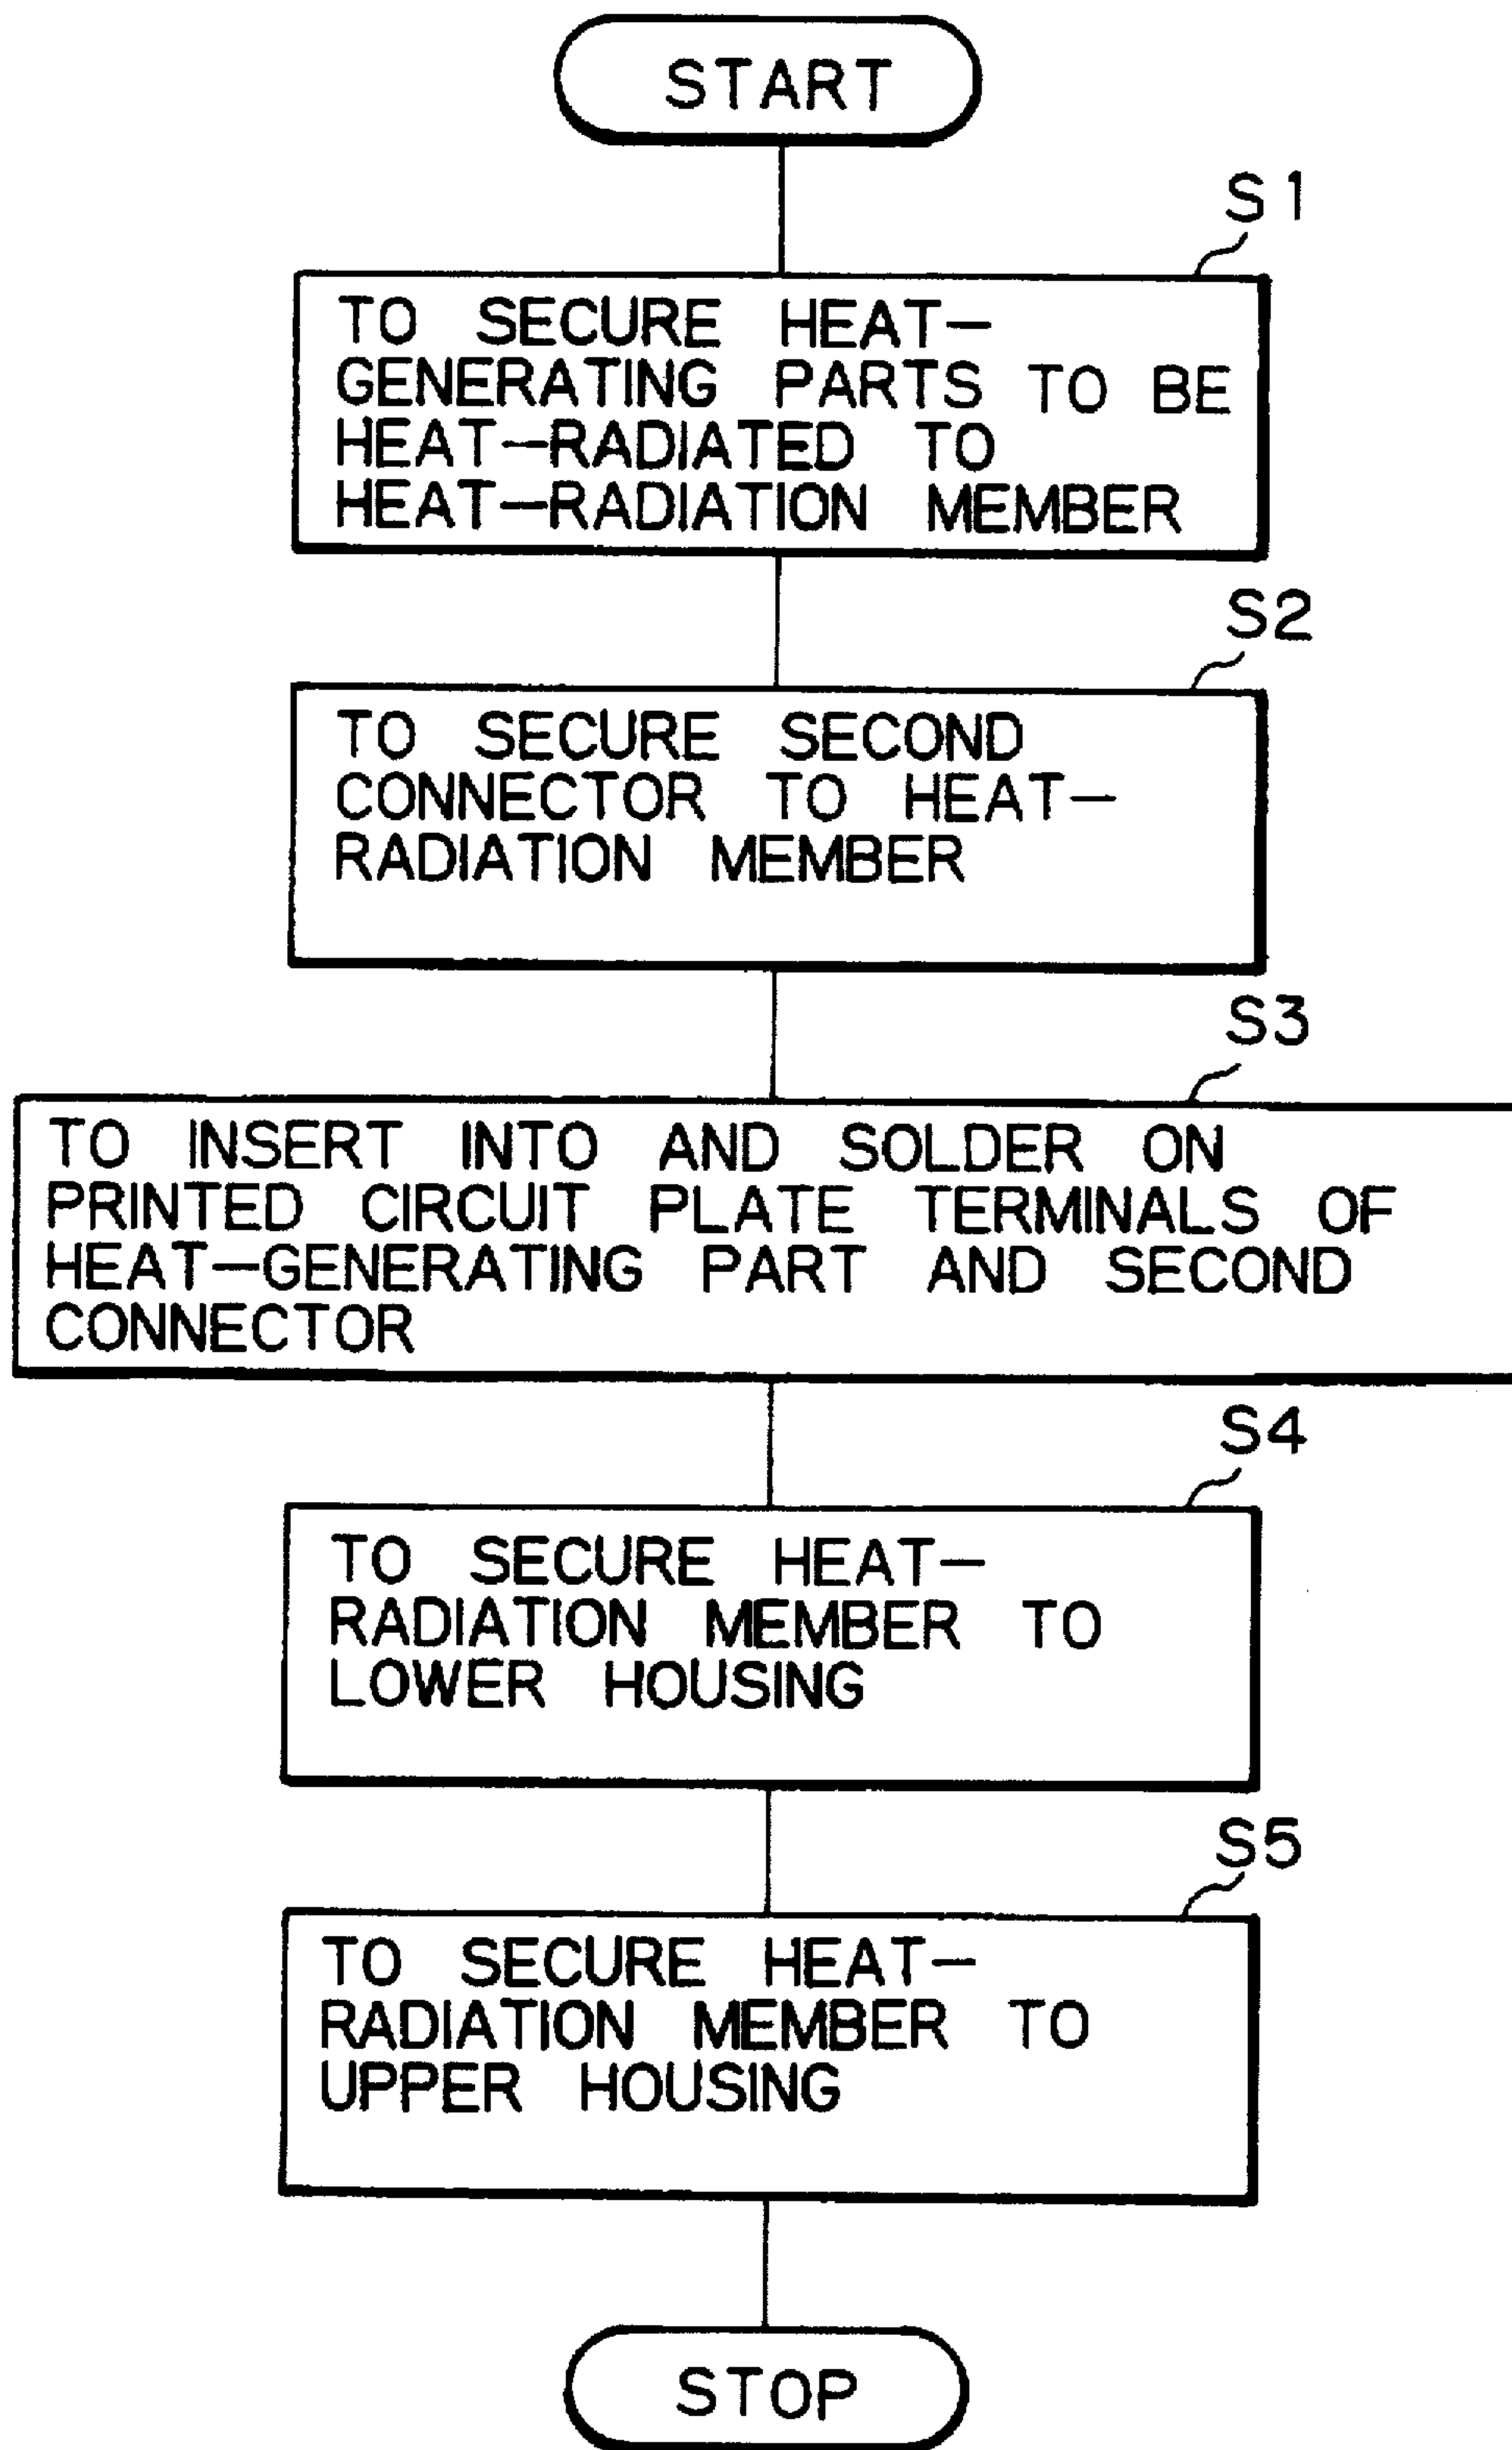 START
S1
TO SECURE HEAT-
GENERATING PARTS TO BE
HEAT-RADIATED TO
HEAT-RADIATION MEMBER
S2
TO SECURE SECOND
CONNECTOR TO HEAT-
RADIATION MEMBER
S3
TO INSERT INTO AND SOLDER ON
PRINTED CIRCUIT PLATE TERMINALS OF
HEAT-GENERATING PART AND SECOND
CONNECTOR
S4
TO SECURE HEAT-
RADIATION MEMBER TO
LOWER HOUSING
S5
TO SECURE HEAT-
RADIATION MEMBER TO
UPPER HOUSING
STOP